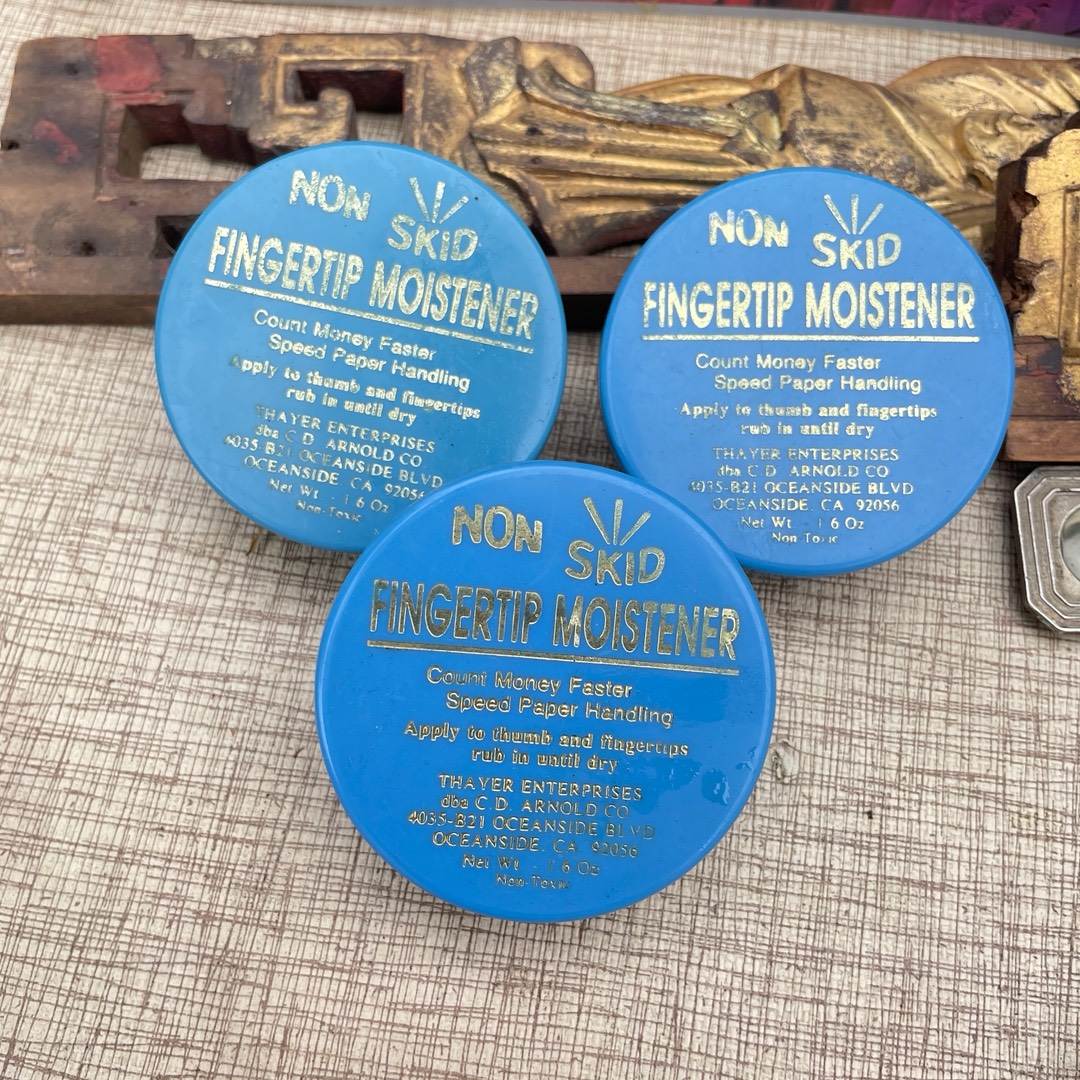 NON SKID
FINGERTIP MOISTENER
Count Money Faster
Speed Paper Handling
Apply to thumb and fingertips
rub in until dry
THAYER ENTERPRISES
dba C.D. ARNOLD CO
4035-B21 OCEANSIDE BLVD
OCEANSIDE, CA 92056
Net Wt - 1.6 Oz
Non-Toxic
NON SKID
FINGERTIP MOISTENER
Count Money Faster
Speed Paper Handling
Apply to thumb and fingertips
rub in until dry
THAYER ENTERPRISES
dba C.D. ARNOLD CO
4035-B21 OCEANSIDE BLVD
OCEANSIDE, CA 92056
Net Wt - 1.6 Oz
Non Toxic
NON SKID
FINGERTIP MOISTENER
Count Money Faster
Speed Paper Handling
Apply to thumb and fingertips
rub in until dry
THAYER ENTERPRISES
dba C.D. ARNOLD CO
4035-B21 OCEANSIDE BLVD
OCEANSIDE, CA 92056
Net Wt - 1.6 Oz
Non-Toxic